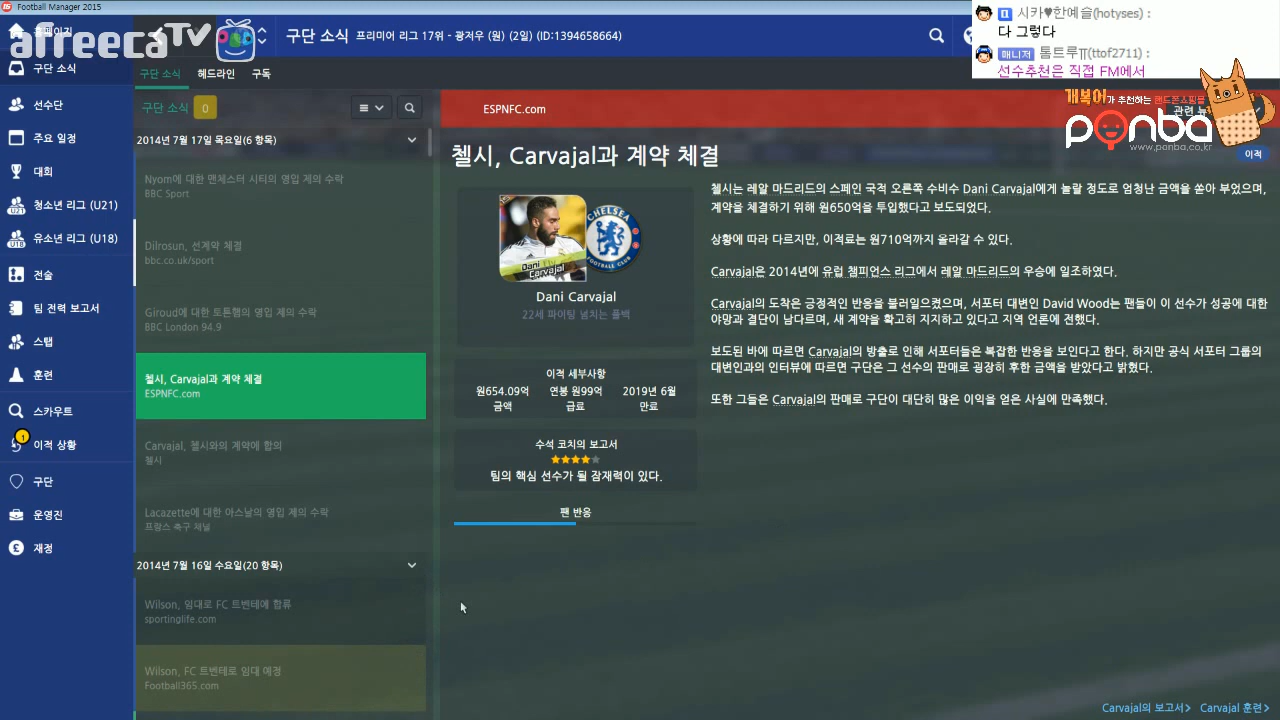 Football Manager 2015
afreecaTV
구단 소식 프리미어 리그 17위 - 광저우 (원) (2일) (ID:1394658664)
시카♥한예슬(hotyses) :
다 그렇다
매니저 톰트루╥(ttof2711) :
선수추천은 직접 FM에서
개복어가 추천하는 핸드폰쇼핑몰
ponba
www.ponba.co.kr
구단 소식
선수단
주요 일정
대회
청소년 리그 (U21)
유소년 리그 (U18)
전술
팀 전력 보고서
스탭
훈련
스카우트
1
이적 상황
구단
운영진
재정
구단 소식 헤드라인 구독
구단 소식 0
2014년 7월 17일 목요일(6 항목)
Nyom에 대한 맨체스터 시티의 영입 제의 수락
BBC Sport
Dilrosun, 선계약 체결
bbc.co.uk/sport
Giroud에 대한 토튼햄의 영입 제의 수락
BBC London 94.9
첼시, Carvajal과 계약 체결
ESPNFC.com
Carvajal, 첼시와의 계약에 합의
첼시
Lacazette에 대한 아스날의 영입 제의 수락
프랑스 축구 채널
2014년 7월 16일 수요일(20 항목)
Wilson, 임대로 FC 트벤테에 합류
sportinglife.com
Wilson, FC 트벤테로 임대 예정
Football365.com
ESPNFC.com
관련 뉴
이적
첼시, Carvajal과 계약 체결
Dani Carvajal
CHELSEA
FOOTBALL CLUB
Dani Carvajal
22세 파이팅 넘치는 풀백
이적 세부사항
원654.09억 연봉 원99억 2019년 6월
금액 급료 만료
수석 코치의 보고서
팀의 핵심 선수가 될 잠재력이 있다.
팬 반응
첼시는 레알 마드리드의 스페인 국적 오른쪽 수비수 Dani Carvajal에게 놀랄 정도로 엄청난 금액을 쏟아 부었으며,
계약을 체결하기 위해 원650억을 투입했다고 보도되었다.
상황에 따라 다르지만, 이적료는 원710억까지 올라갈 수 있다.
Carvajal은 2014년에 유럽 챔피언스 리그에서 레알 마드리드의 우승에 일조하였다.
Carvajal의 도착은 긍정적인 반응을 불러일으켰으며, 서포터 대변인 David Wood는 팬들이 이 선수가 성공에 대한
야망과 결단이 남다르며, 새 계약을 확고히 지지하고 있다고 지역 언론에 전했다.
보도된 바에 따르면 Carvajal의 방출로 인해 서포터들은 복잡한 반응을 보인다고 한다. 하지만 공식 서포터 그룹의
대변인과의 인터뷰에 따르면 구단은 그 선수의 판매로 굉장히 후한 금액을 받았다고 밝혔다.
또한 그들은 Carvajal의 판매로 구단이 대단히 많은 이익을 얻은 사실에 만족했다.
Carvajal의 보고서> Carvajal 훈련>